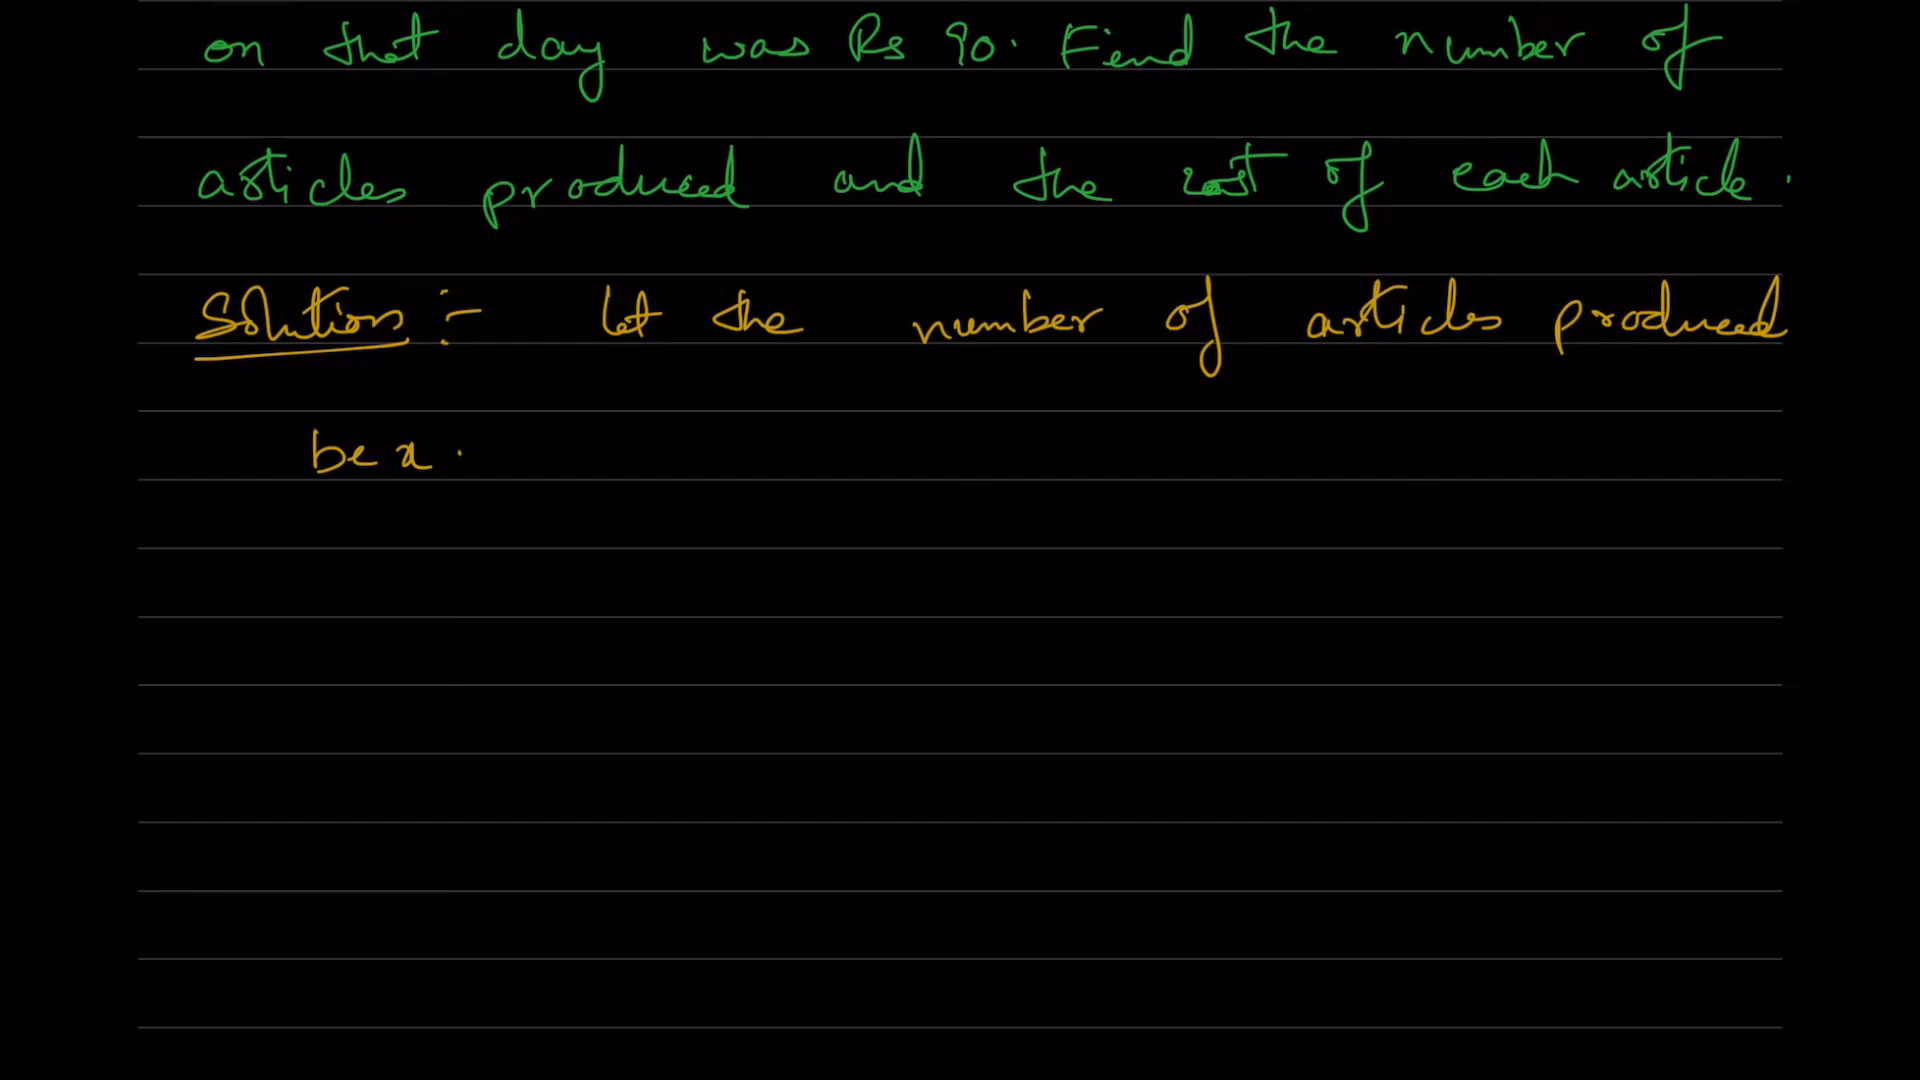 on that day was Rs 90. Find the number of
articles produced and the cost of each article.
Solution :- let the number of articles produced
be x.